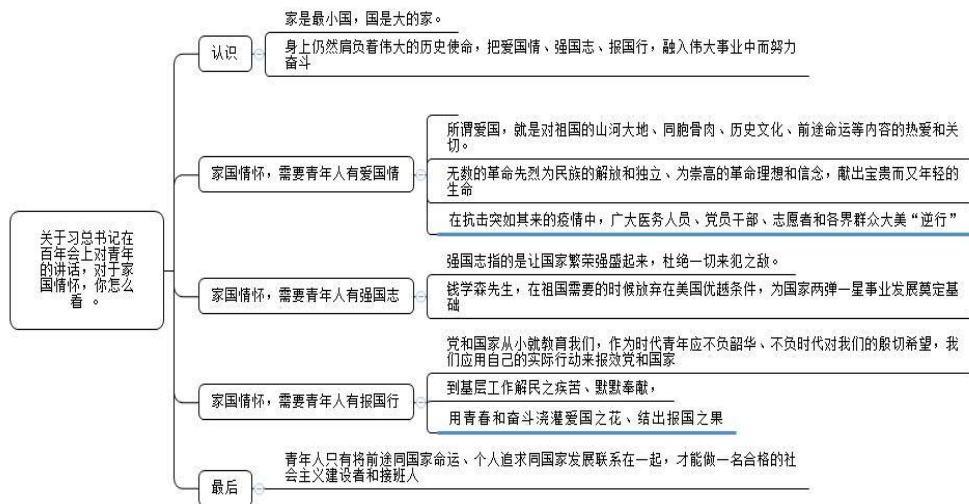 关于习总书记在
百年会上对青年
的讲话，对于家
国情怀，你怎么
看 。
认识
家是最小国，国是大的家。
身上仍然肩负着伟大的历史使命，把爱国情、强国志、报国行，融入伟大事业中而努力
奋斗
家国情怀，需要青年人有爱国情
所谓爱国，就是对祖国的山河大地、同胞骨肉、历史文化、前途命运等内容的热爱和关
切。
无数的革命先烈为民族的解放和独立、为崇高的革命理想和信念，献出宝贵而又年轻的
生命
在抗击突如其来的疫情中，广大医务人员、党员干部、志愿者和各界群众大美“逆行”
家国情怀，需要青年人有强国志
强国志指的是让国家繁荣强盛起来，杜绝一切来犯之敌。
钱学森先生，在祖国需要的时候放弃在美国优越条件，为国家两弹一星事业发展奠定基
础
家国情怀，需要青年人有报国行
党和国家从小就教育我们，作为时代青年应不负韶华、不负时代对我们的殷切希望，我
们应用自己的实际行动来报效党和国家
到基层工作解民之疾苦、默默奉献，
用青春和奋斗浇灌爱国之花、结出报国之果
最后
青年人只有将前途同国家命运、个人追求同国家发展联系在一起，才能做一名合格的社
会主义建设者和接班人